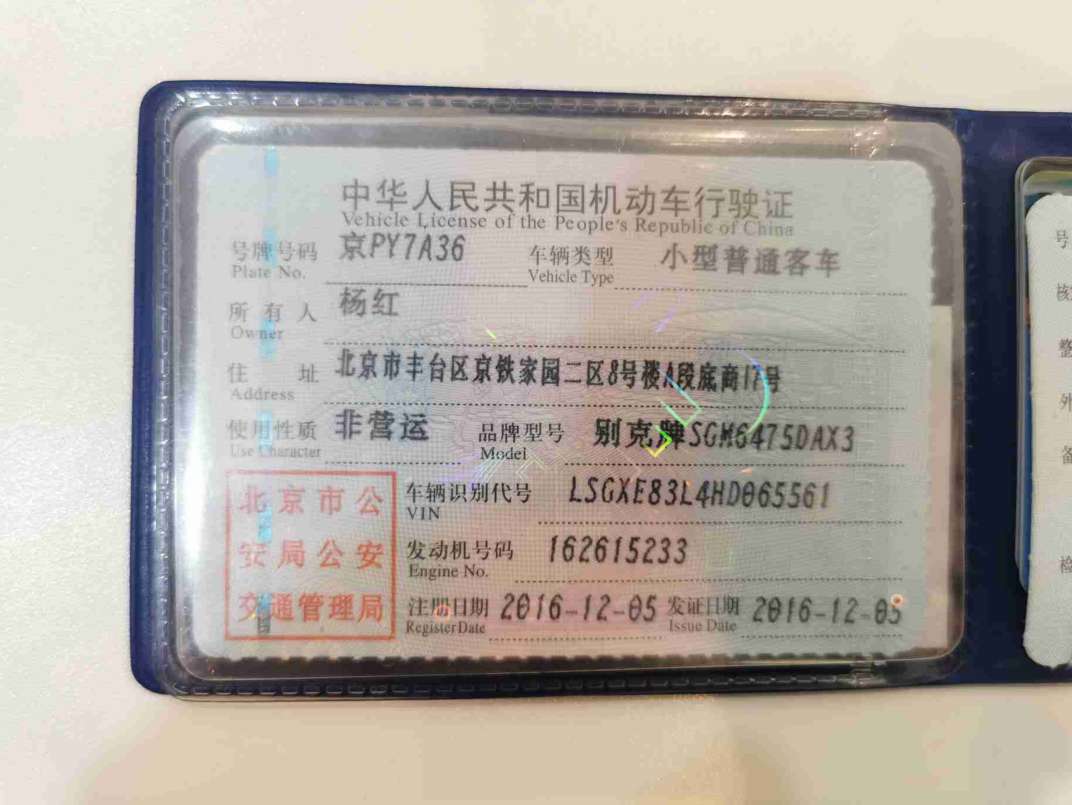 中华人民共和国机动车行驶证
Vehicle License of the People's Republic of China
号牌号码 京PY7A36 车辆类型 小型普通客车
Plate No. Vehicle Type
所有人 杨红
Owner
住址 北京市丰台区京铁家园二区8号楼A段底商17号
Address
使用性质 非营运 品牌型号 别克牌SGM6475DAX3
Use Character Model
北京市公
安局公安
交通管理局
车辆识别代号 LSGXE83L4HD065561
VIN
发动机号码 162615233
Engine No.
注册日期 2016-12-05 发证日期 2016-12-05
Register Date Issue Date
号
核
整
外
备
检